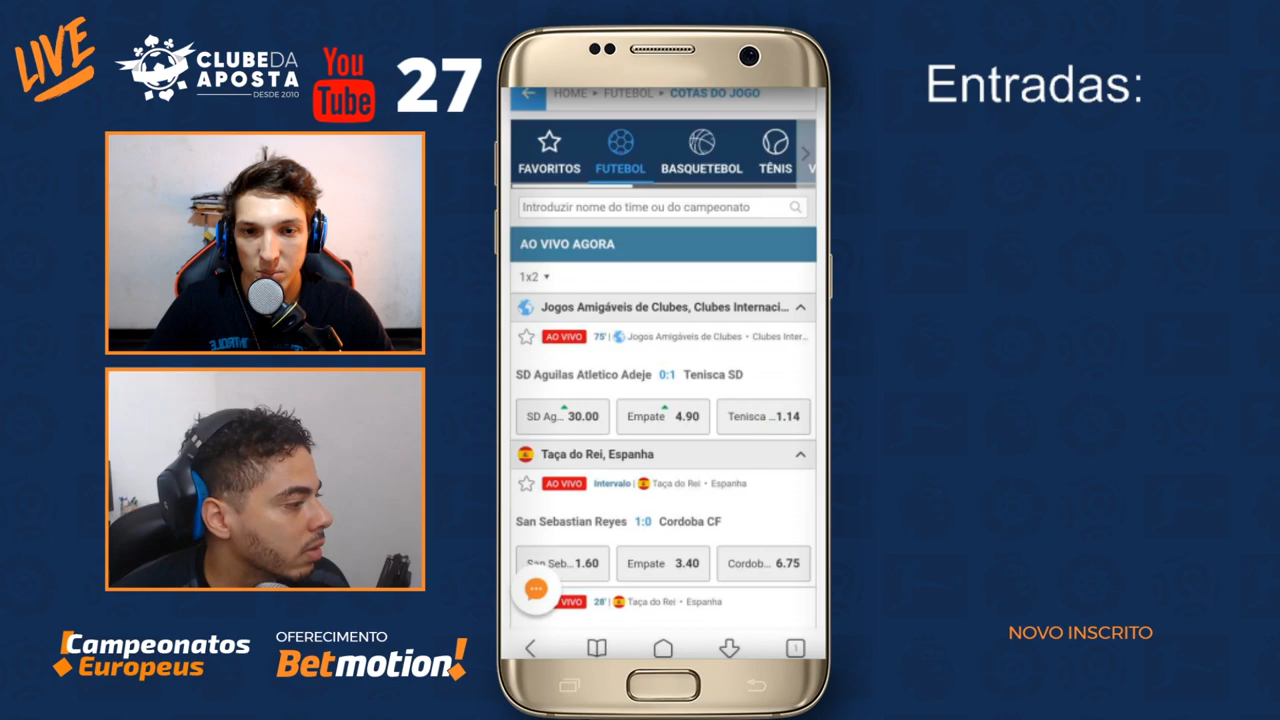 LIVE
CLUBEDA
APOSTA
DESDE 2010
You
Tube
27
Entradas:
HOME ▸ FUTEBOL ▸ COTAS DO JOGO
FAVORITOS FUTEBOL BASQUETEBOL TÊNIS V
Introduzir nome do time ou do campeonato
AO VIVO AGORA
1x2
Jogos Amigáveis de Clubes, Clubes Internaci...
AO VIVO 75' | Jogos Amigáveis de Clubes • Clubes Inter...
SD Aguilas Atletico Adeje 0:1 Tenisca SD
SD Ag... 30.00 Empate 4.90 Tenisca ... 1.14
Taça do Rei, Espanha
AO VIVO Intervalo | Taça do Rei • Espanha
San Sebastian Reyes 1:0 Cordoba CF
San Seb... 1.60 Empate 3.40 Cordob... 6.75
VIVO 28' | Taça do Rei • Espanha
1
Campeonatos
Europeus
OFERECIMENTO
Betmotion!
NOVO INSCRITO